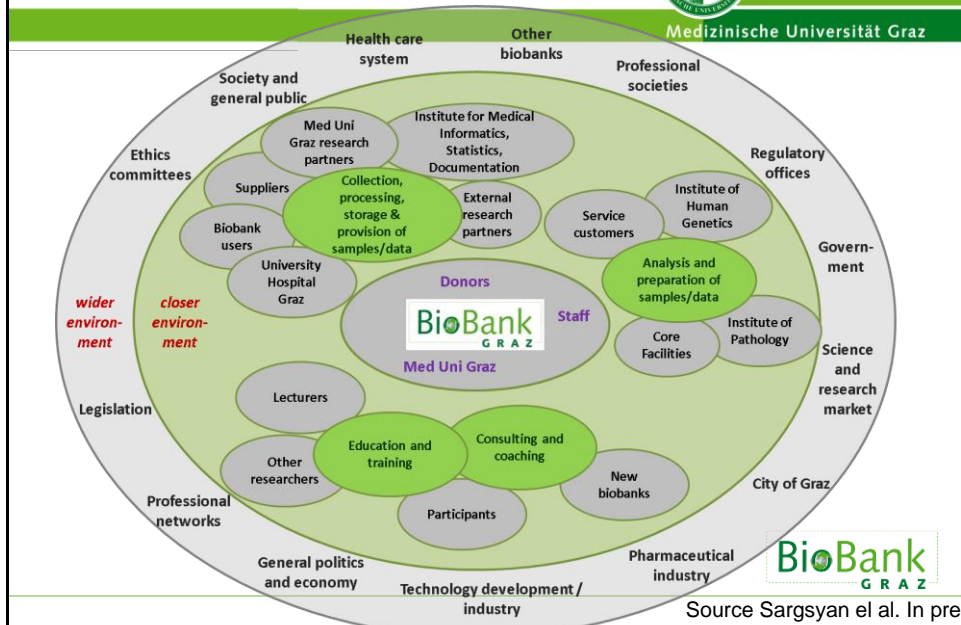 Medizinische Universität Graz
Health care
system
Other
biobanks
Professional
societies
Society and
general public
Ethics
committees
Regulatory
offices
Govern-
ment
Science
and
research
market
City of Graz
Pharmaceutical
industry
Technology development /
industry
General politics
and economy
Professional
networks
Legislation
wider
environ-
ment
closer
environ-
ment
Med Uni
Graz research
partners
Institute for Medical
Informatics,
Statistics,
Documentation
Suppliers
Collection,
processing,
storage &
provision of
samples/data
External
research
partners
Biobank
users
University
Hospital
Graz
Service
customers
Institute of
Human
Genetics
Analysis and
preparation of
samples/data
Core
Facilities
Institute of
Pathology
Donors
BioBank
GRAZ
Staff
Med Uni Graz
Lecturers
Education and
training
Consulting and
coaching
Other
researchers
Participants
New
biobanks
BioBank
GRAZ
Source Sargsyan el al. In pre